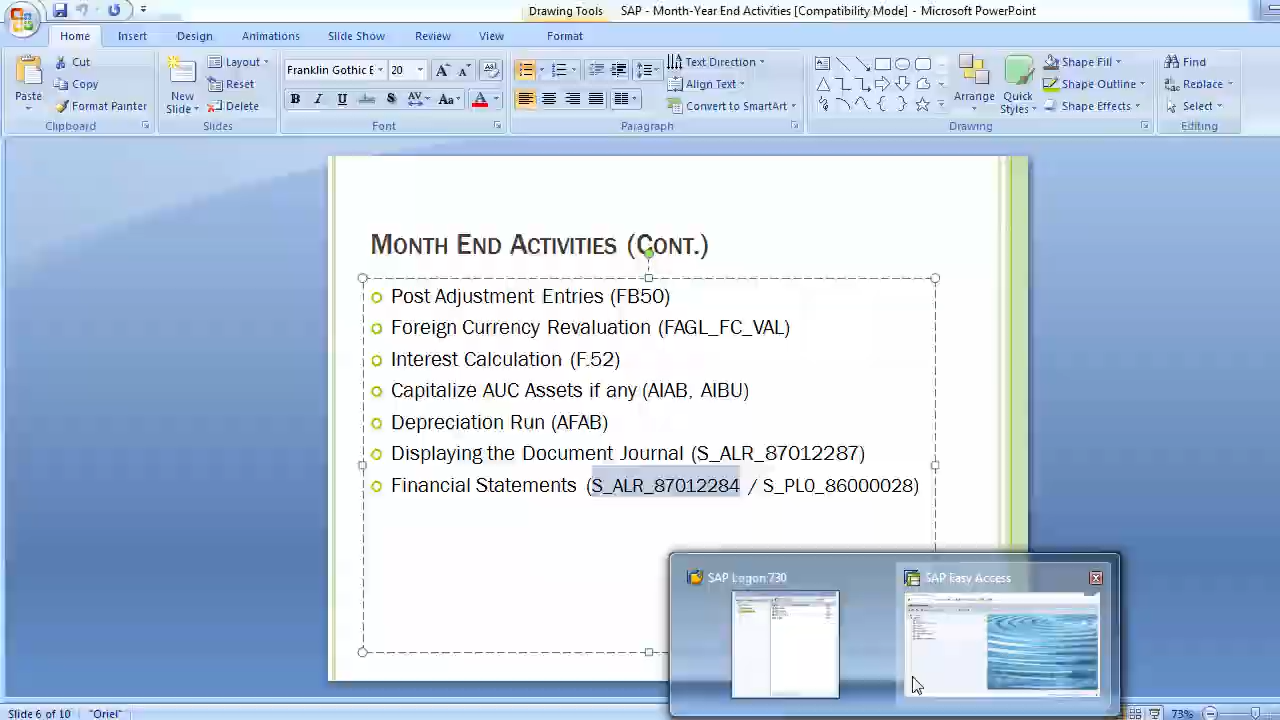 Drawing Tools SAP - Month-Year End Activities [Compatibility Mode] - Microsoft PowerPoint
Home Insert Design Animations Slide Show Review View Format
Paste Cut Copy Format Painter
New Slide Layout Reset Delete
Franklin Gothic E 20
B I U abe S AV Aa A
Text Direction Align Text Convert to SmartArt
Arrange Quick Styles Shape Fill Shape Outline Shape Effects
Find Replace Select
Clipboard Slides Font Paragraph Drawing Editing
Month End Activities (Cont.)
Post Adjustment Entries (FB50)
Foreign Currency Revaluation (FAGL_FC_VAL)
Interest Calculation (F.52)
Capitalize AUC Assets if any (AIAB, AIBU)
Depreciation Run (AFAB)
Displaying the Document Journal (S_ALR_87012287)
Financial Statements (S_ALR_87012284 / S_PL0_86000028)
SAP Logon 730 SAP Easy Access
Slide 6 of 10 "Oriel" 73%